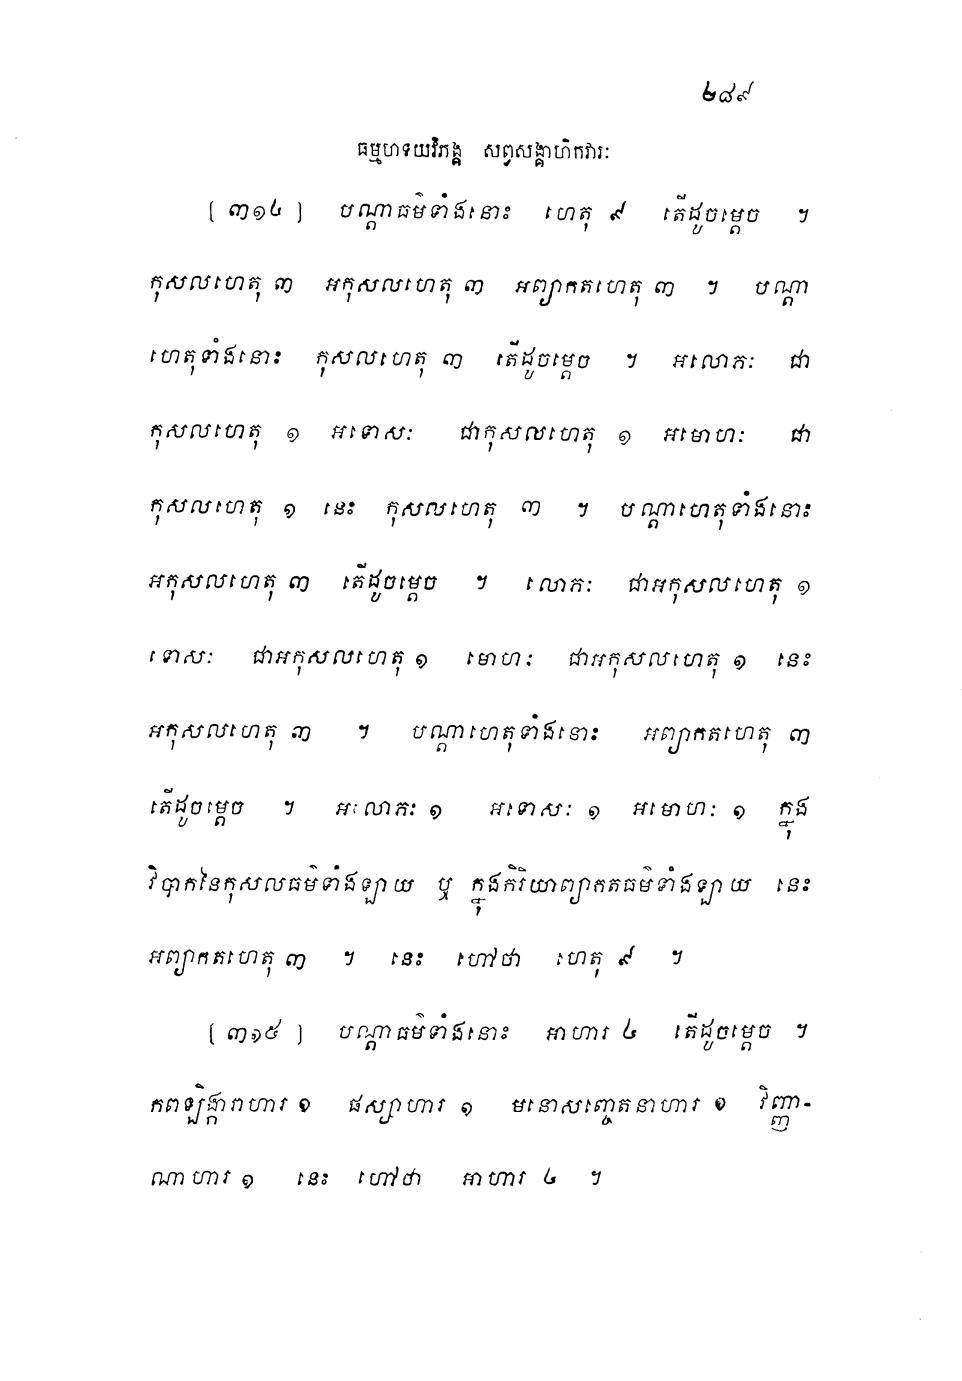 ២៨៩
ធម្មហទយវិភង្គ សព្វសង្គាហិកវារៈ
[ ៣១៤ ] បណ្តាធម៌ទាំងនោះ ហេតុ ៩ តើដូចម្តេច ។
កុសលហេតុ ៣ អកុសលហេតុ ៣ អព្យាកតហេតុ ៣ ។ បណ្តា
ហេតុទាំងនោះ កុសលហេតុ ៣ តើដូចម្តេច ។ អលោភៈ ជា
កុសលហេតុ ១ អទោសៈ ជាកុសលហេតុ ១ អមោហៈ ជា
កុសលហេតុ ១ នេះ កុសលហេតុ ៣ ។ បណ្តាហេតុទាំងនោះ
អកុសលហេតុ ៣ តើដូចម្តេច ។ លោភៈ ជាអកុសលហេតុ ១
ទោសៈ ជាអកុសលហេតុ ១ មោហៈ ជាអកុសលហេតុ ១ នេះ
អកុសលហេតុ ៣ ។ បណ្តាហេតុទាំងនោះ អព្យាកតហេតុ ៣
តើដូចម្តេច ។ អលោភៈ ១ អទោសៈ ១ អមោហៈ ១ ក្នុង
វិបាកនៃកុសលធម៌ទាំងឡាយ ឬ ក្នុងកិរិយាព្យាកតធម៌ទាំងឡាយ នេះ
អព្យាកតហេតុ ៣ ។ នេះ ហៅថា ហេតុ ៩ ។
[ ៣១៥ ] បណ្តាធម៌ទាំងនោះ អាហារ ៤ តើដូចម្តេច ។
កពឡិង្ការាហារ ១ ផស្សាហារ ១ មនោសញ្ចេតនាហារ ១ វិញ្ញា-
ណាហារ ១ នេះ ហៅថា អាហារ ៤ ។